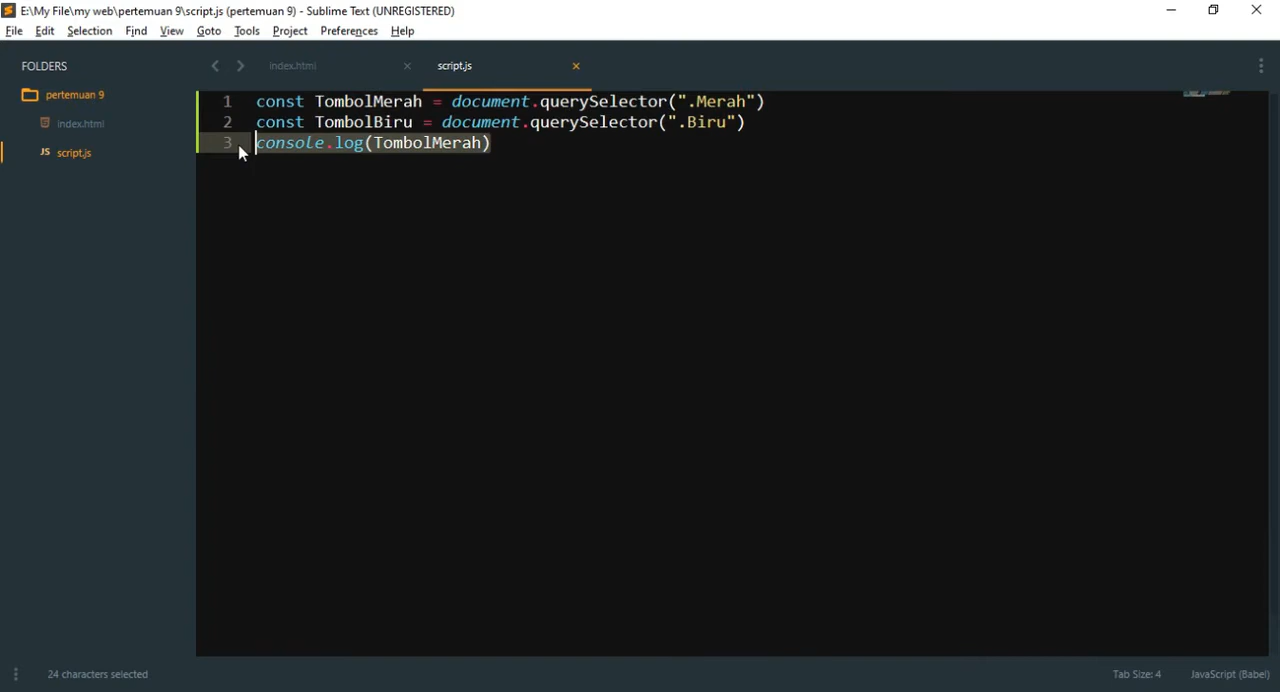 E:\My File\my web\pertemuan 9\script.js (pertemuan 9) - Sublime Text (UNREGISTERED)
File Edit Selection Find View Goto Tools Project Preferences Help
FOLDERS
pertemuan 9
index.html
JS script.js
index.html script.js
1 const TombolMerah = document.querySelector(".Merah")
2 const TombolBiru = document.querySelector(".Biru")
3 console.log(TombolMerah)
24 characters selected
Tab Size: 4 JavaScript (Babel)